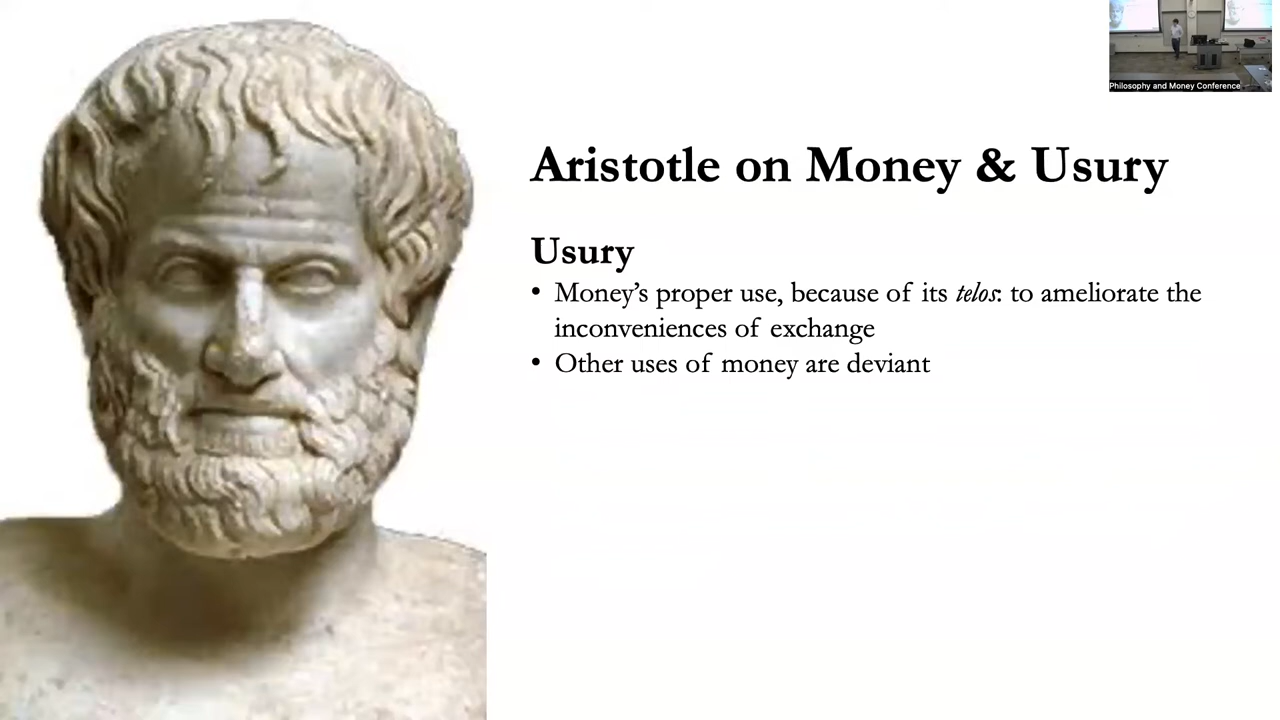 Philosophy and Money Conference
Aristotle on Money & Usury
Usury
• Money’s proper use, because of its telos: to ameliorate the
inconveniences of exchange
• Other uses of money are deviant